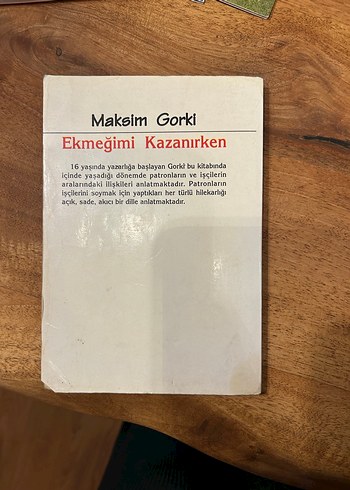 Maksim Gorki
Ekmeğimi Kazanırken
16 yaşında yazarlığa başlayan Gorki bu kitabında
içinde yaşadığı dönemde patronların ve işçilerin
aralarındaki ilişkileri anlatmaktadır. Patronların
işçilerini soymak için yaptıkları her türlü hilekarlığı
açık, sade, akıcı bir dille anlatmaktadır.